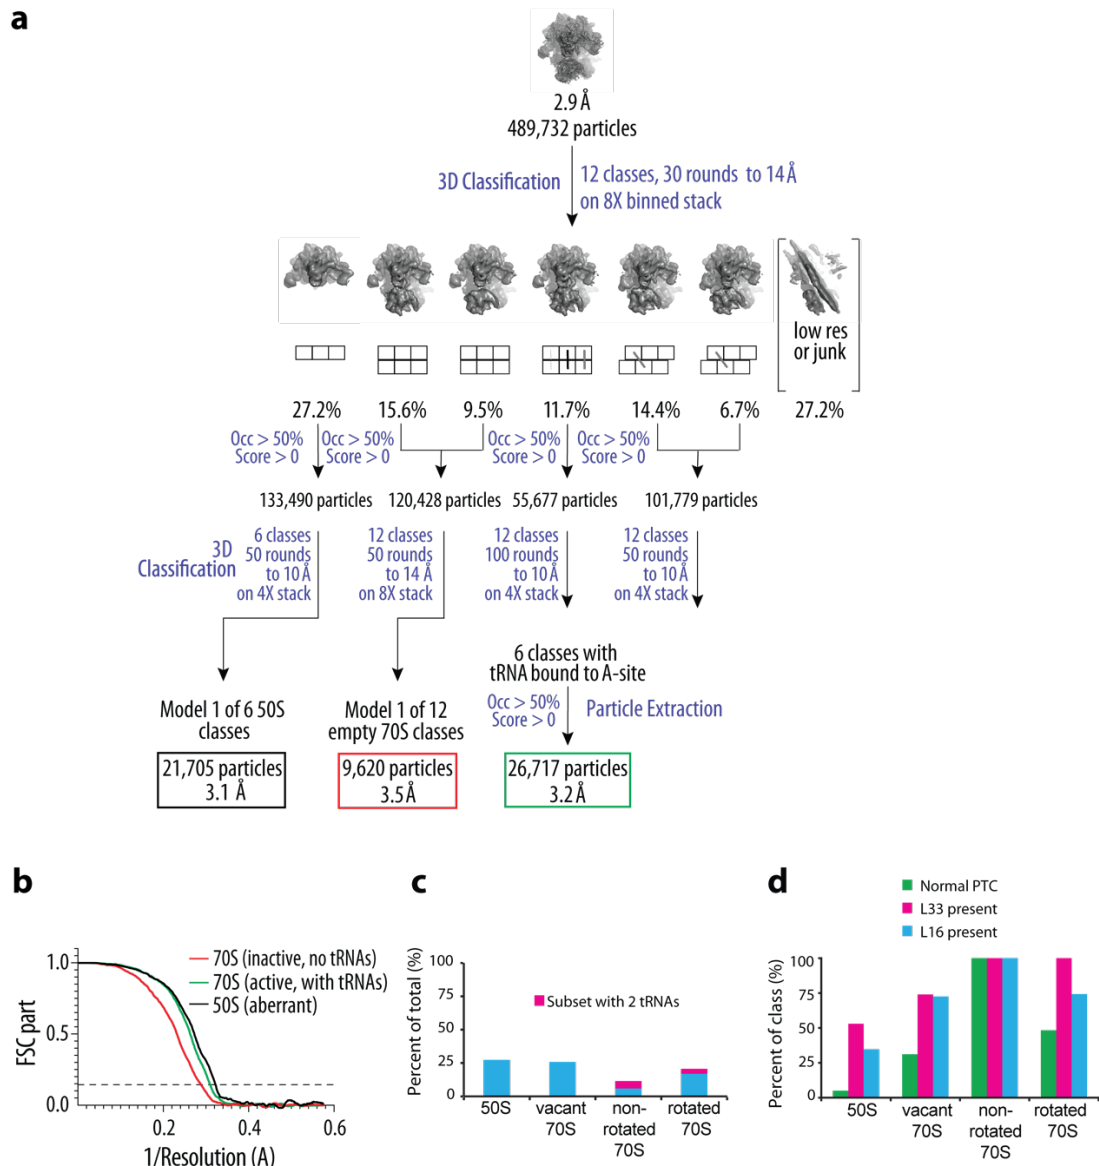 a
2.9 Å
489,732 particles
3D Classification
12 classes, 30 rounds to 14 Å
on 8X binned stack
low res
or junk
27.2%
15.6%
9.5%
11.7%
14.4%
6.7%
27.2%
Occ > 50%
Score > 0
Occ > 50%
Score > 0
Occ > 50%
Score > 0
Occ > 50%
Score > 0
133,490 particles
120,428 particles
55,677 particles
101,779 particles
3D
Classification
6 classes
50 rounds
to 10 Å
on 4X stack
12 classes
50 rounds
to 14 Å
on 8X stack
12 classes
100 rounds
to 10 Å
on 4X stack
12 classes
50 rounds
to 10 Å
on 4X stack
6 classes with
tRNA bound to A-site
Occ > 50%
Score > 0
Particle Extraction
Model 1 of 6 50S
classes
Model 1 of 12
empty 70S classes
21,705 particles
3.1 Å
9,620 particles
3.5 Å
26,717 particles
3.2 Å
b
FSC part
1.0
0.5
0.0
70S (inactive, no tRNAs)
70S (active, with tRNAs)
50S (aberrant)
0.2
0.4
0.6
1/Resolution (A)
c
Percent of total (%)
100
75
50
25
0
Subset with 2 tRNAs
50S
vacant
70S
non-
rotated
70S
rotated
70S
d
Normal PTC
L33 present
L16 present
Percent of class (%)
100
75
50
25
0
50S
vacant
70S
non-
rotated
70S
rotated
70S